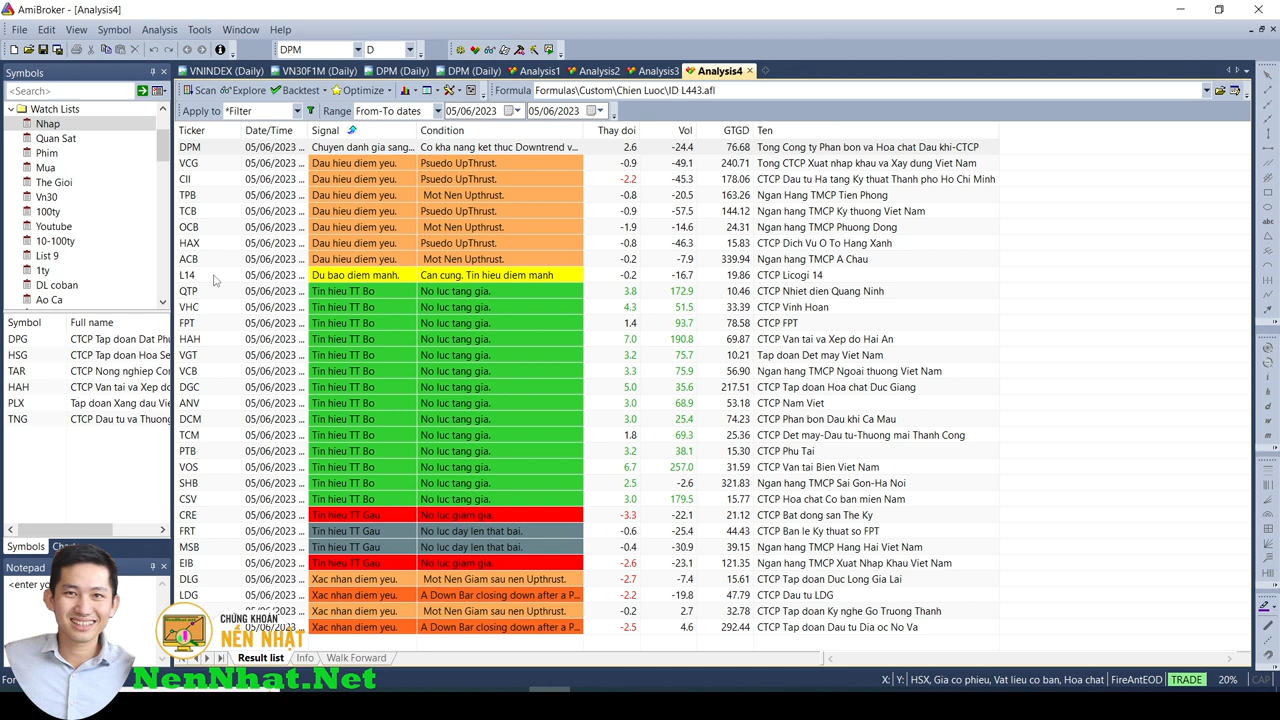 AmiBroker - [Analysis4]
File Edit View Symbol Analysis Tools Window Help
DPM D
Symbols
VNINDEX (Daily) VN30F1M (Daily) DPM (Daily) DPM (Daily) Analysis1 Analysis2 Analysis3 Analysis4
<Search>
Scan Explore Backtest Optimize Formula Formulas\Custom\Chien Luoc\ID L443.afl
Apply to *Filter Range From-To dates 05/06/2023 05/06/2023
Watch Lists
Nhap
Quan Sat
Phim
Mua
The Gioi
Vn30
100ty
Youtube
10-100ty
List 9
1ty
DL coban
Ao Ca
Symbol Full name
DPG CTCP Tap doan Dat Phu
HSG CTCP Tap doan Hoa Se
TAR CTCP Nong nghiep Con
HAH CTCP Van tai va Xep do
PLX Tap doan Xang dau Vie
TNG CTCP Dau tu va Thuong
Symbols
Notepad
Ticker Date/Time Signal Condition Thay doi Vol GTGD Ten
DPM 05/06/2023 ... Chuyen danh gia sang... Co kha nang ket thuc Downtrend v... 2.6 -24.4 76.68 Tong Cong ty Phan bon va Hoa chat Dau khi-CTCP
VCG 05/06/2023 ... Dau hieu diem yeu. Psuedo UpThrust. -0.9 -49.1 240.71 Tong CTCP Xuat nhap khau va Xay dung Viet Nam
CII 05/06/2023 ... Dau hieu diem yeu. Psuedo UpThrust. -2.2 -45.3 178.06 CTCP Dau tu Ha tang Ky thuat Thanh pho Ho Chi Minh
TPB 05/06/2023 ... Dau hieu diem yeu. Mot Nen Upthrust. -0.8 -20.5 163.26 Ngan hang TMCP Tien Phong
TCB 05/06/2023 ... Dau hieu diem yeu. Psuedo UpThrust. -0.9 -57.5 144.12 Ngan hang TMCP Ky thuong Viet Nam
OCB 05/06/2023 ... Dau hieu diem yeu. Mot Nen Upthrust. -1.9 -14.6 24.31 Ngan hang TMCP Phuong Dong
HAX 05/06/2023 ... Dau hieu diem yeu. Psuedo UpThrust. -0.8 -46.3 15.83 CTCP Dich Vu O To Hang Xanh
ACB 05/06/2023 ... Dau hieu diem yeu. Mot Nen Upthrust. -0.2 -7.9 339.94 Ngan hang TMCP A Chau
L14 05/06/2023 ... Du bao diem manh. Can cung. Tin hieu diem manh -0.2 -16.7 19.86 CTCP Licogi 14
QTP 05/06/2023 ... Tin hieu TT Bo No luc tang gia. 3.8 172.9 10.46 CTCP Nhiet dien Quang Ninh
VHC 05/06/2023 ... Tin hieu TT Bo No luc tang gia. 4.3 51.5 33.39 CTCP Vinh Hoan
FPT 05/06/2023 ... Tin hieu TT Bo No luc tang gia. 1.4 93.7 78.58 CTCP FPT
HAH 05/06/2023 ... Tin hieu TT Bo No luc tang gia. 7.0 190.8 69.87 CTCP Van tai va Xep do Hai An
VGT 05/06/2023 ... Tin hieu TT Bo No luc tang gia. 3.2 75.7 10.21 Tap doan Det may Viet Nam
VCB 05/06/2023 ... Tin hieu TT Bo No luc tang gia. 3.3 75.9 56.90 Ngan hang TMCP Ngoai thuong Viet Nam
DGC 05/06/2023 ... Tin hieu TT Bo No luc tang gia. 5.0 35.6 217.51 CTCP Tap doan Hoa chat Duc Giang
ANV 05/06/2023 ... Tin hieu TT Bo No luc tang gia. 3.0 68.9 53.18 CTCP Nam Viet
DCM 05/06/2023 ... Tin hieu TT Bo No luc tang gia. 3.0 25.4 74.23 CTCP Phan bon Dau khi Ca Mau
TCM 05/06/2023 ... Tin hieu TT Bo No luc tang gia. 1.8 69.3 25.36 CTCP Det may-Dau tu-Thuong mai Thanh Cong
PTB 05/06/2023 ... Tin hieu TT Bo No luc tang gia. 3.2 38.1 15.30 CTCP Phu Tai
VOS 05/06/2023 ... Tin hieu TT Bo No luc tang gia. 6.7 257.0 31.59 CTCP Van tai Bien Viet Nam
SHB 05/06/2023 ... Tin hieu TT Bo No luc tang gia. 2.5 -2.6 321.83 Ngan hang TMCP Sai Gon-Ha Noi
CSV 05/06/2023 ... Tin hieu TT Bo No luc tang gia. 3.0 179.5 15.77 CTCP Hoa chat Co ban mien Nam
CRE 05/06/2023 ... Tin hieu TT Gau No luc giam gia. -3.3 -22.1 21.12 CTCP Bat dong san The Ky
FRT 05/06/2023 ... Tin hieu TT Gau No luc day len that bai. -0.6 -25.4 44.43 CTCP Ban le Ky thuat so FPT
MSB 05/06/2023 ... Tin hieu TT Gau No luc day len that bai. -0.4 -30.9 39.15 Ngan hang TMCP Hang Hai Viet Nam
EIB 05/06/2023 ... Tin hieu TT Gau No luc giam gia. -2.6 -23.1 121.35 Ngan hang TMCP Xuat Nhap Khau Viet Nam
DLG 05/06/2023 ... Xac nhan diem yeu. Mot Nen Giam sau nen Upthrust. -2.7 -7.4 15.61 CTCP Tap doan Duc Long Gia Lai
LDG 05/06/2023 ... Xac nhan diem yeu. A Down Bar closing down after a P... -2.2 -19.8 47.79 CTCP Dau tu LDG
05/06/2023 ... Xac nhan diem yeu. Mot Nen Giam sau nen Upthrust. -0.2 2.7 32.78 CTCP Tap doan Ky nghe Go Truong Thanh
05/06/2023 ... Xac nhan diem yeu. A Down Bar closing down after a P... -2.5 4.6 292.44 CTCP Tap doan Dau tu Dia oc No Va
CHỨNG KHOÁN
NẾN NHẬT
Result list Info Walk Forward
NenNhat.Net
X: Y: HSX, Gia co phieu, Vat lieu co ban, Hoa chat FireAntEOD TRADE 20% CAP